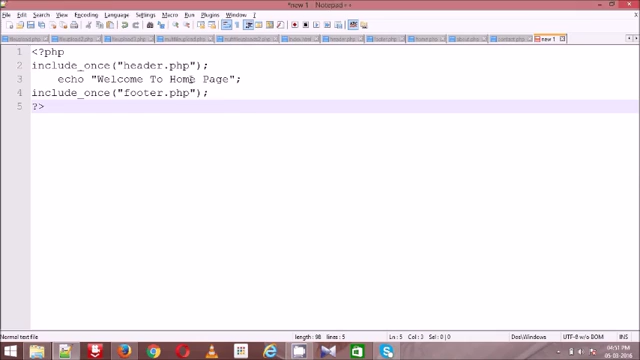 *new 1 - Notepad++
File Edit Search View Encoding Language Settings Macro Run Plugins Window ?
new 1
1 <?php
2 include_once("header.php");
3 echo "Welcome To Home Page";
4 include_once("footer.php");
5 ?>
Normal text file length: 98 lines: 5 Ln: 5 Col: 3 Sel: 0 | 0 Dos\Windows UTF-8 w/o BOM INS
04:51 PM
05-03-2016